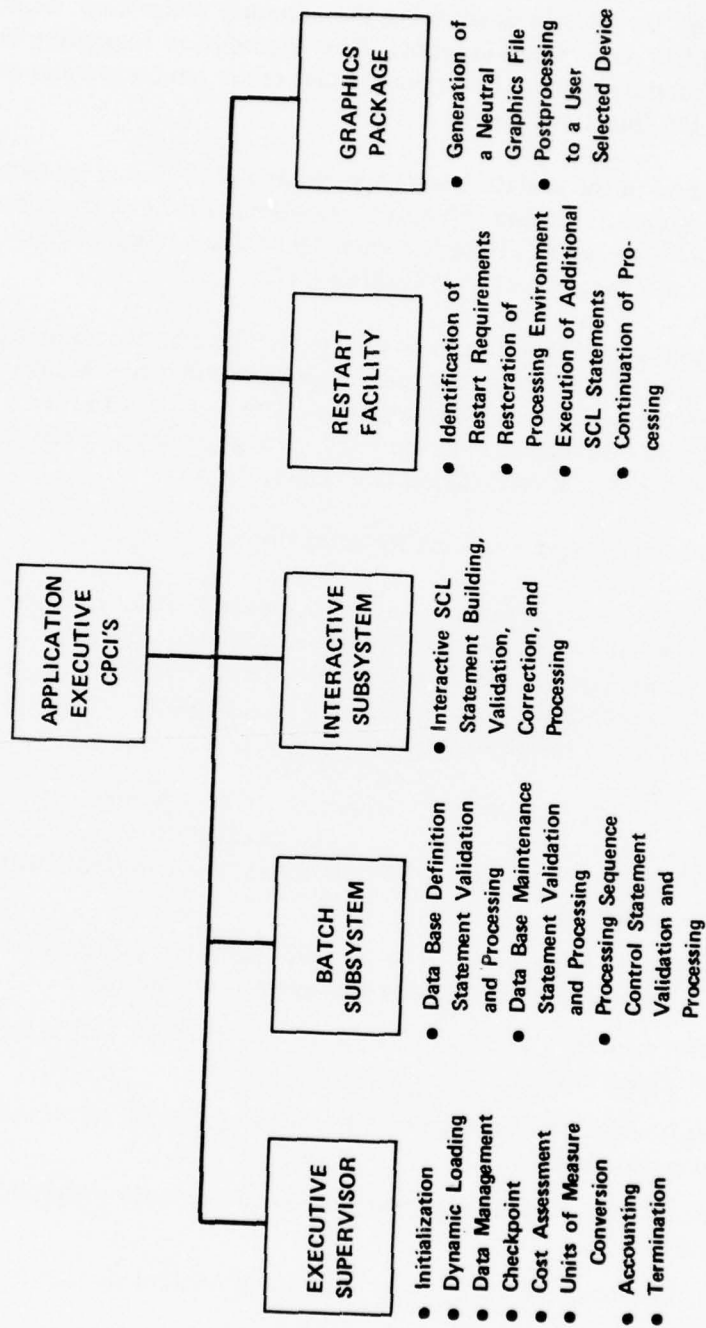 APPLICATION
EXECUTIVE
CPCI'S
EXECUTIVE
SUPERVISOR
● Initialization
● Dynamic Loading
● Data Management
● Checkpoint
● Cost Assessment
● Units of Measure
Conversion
● Accounting
● Termination
BATCH
SUBSYSTEM
● Data Base Definition
Statement Validation
and Processing
● Data Base Maintenance
Statement Validation
and Processing
● Processing Sequence
Control Statement
Validation and
Processing
INTERACTIVE
SUBSYSTEM
● Interactive SCL
Statement Building,
Validation,
Correction, and
Processing
RESTART
FACILITY
● Identification of
Restart Requirements
● Restoration of
Processing Environment
● Execution of Additional
SCL Statements
● Continuation of Pro-
cessing
GRAPHICS
PACKAGE
● Generation of
a Neutral
Graphics File
● Postprocessing
to a User
Selected Device